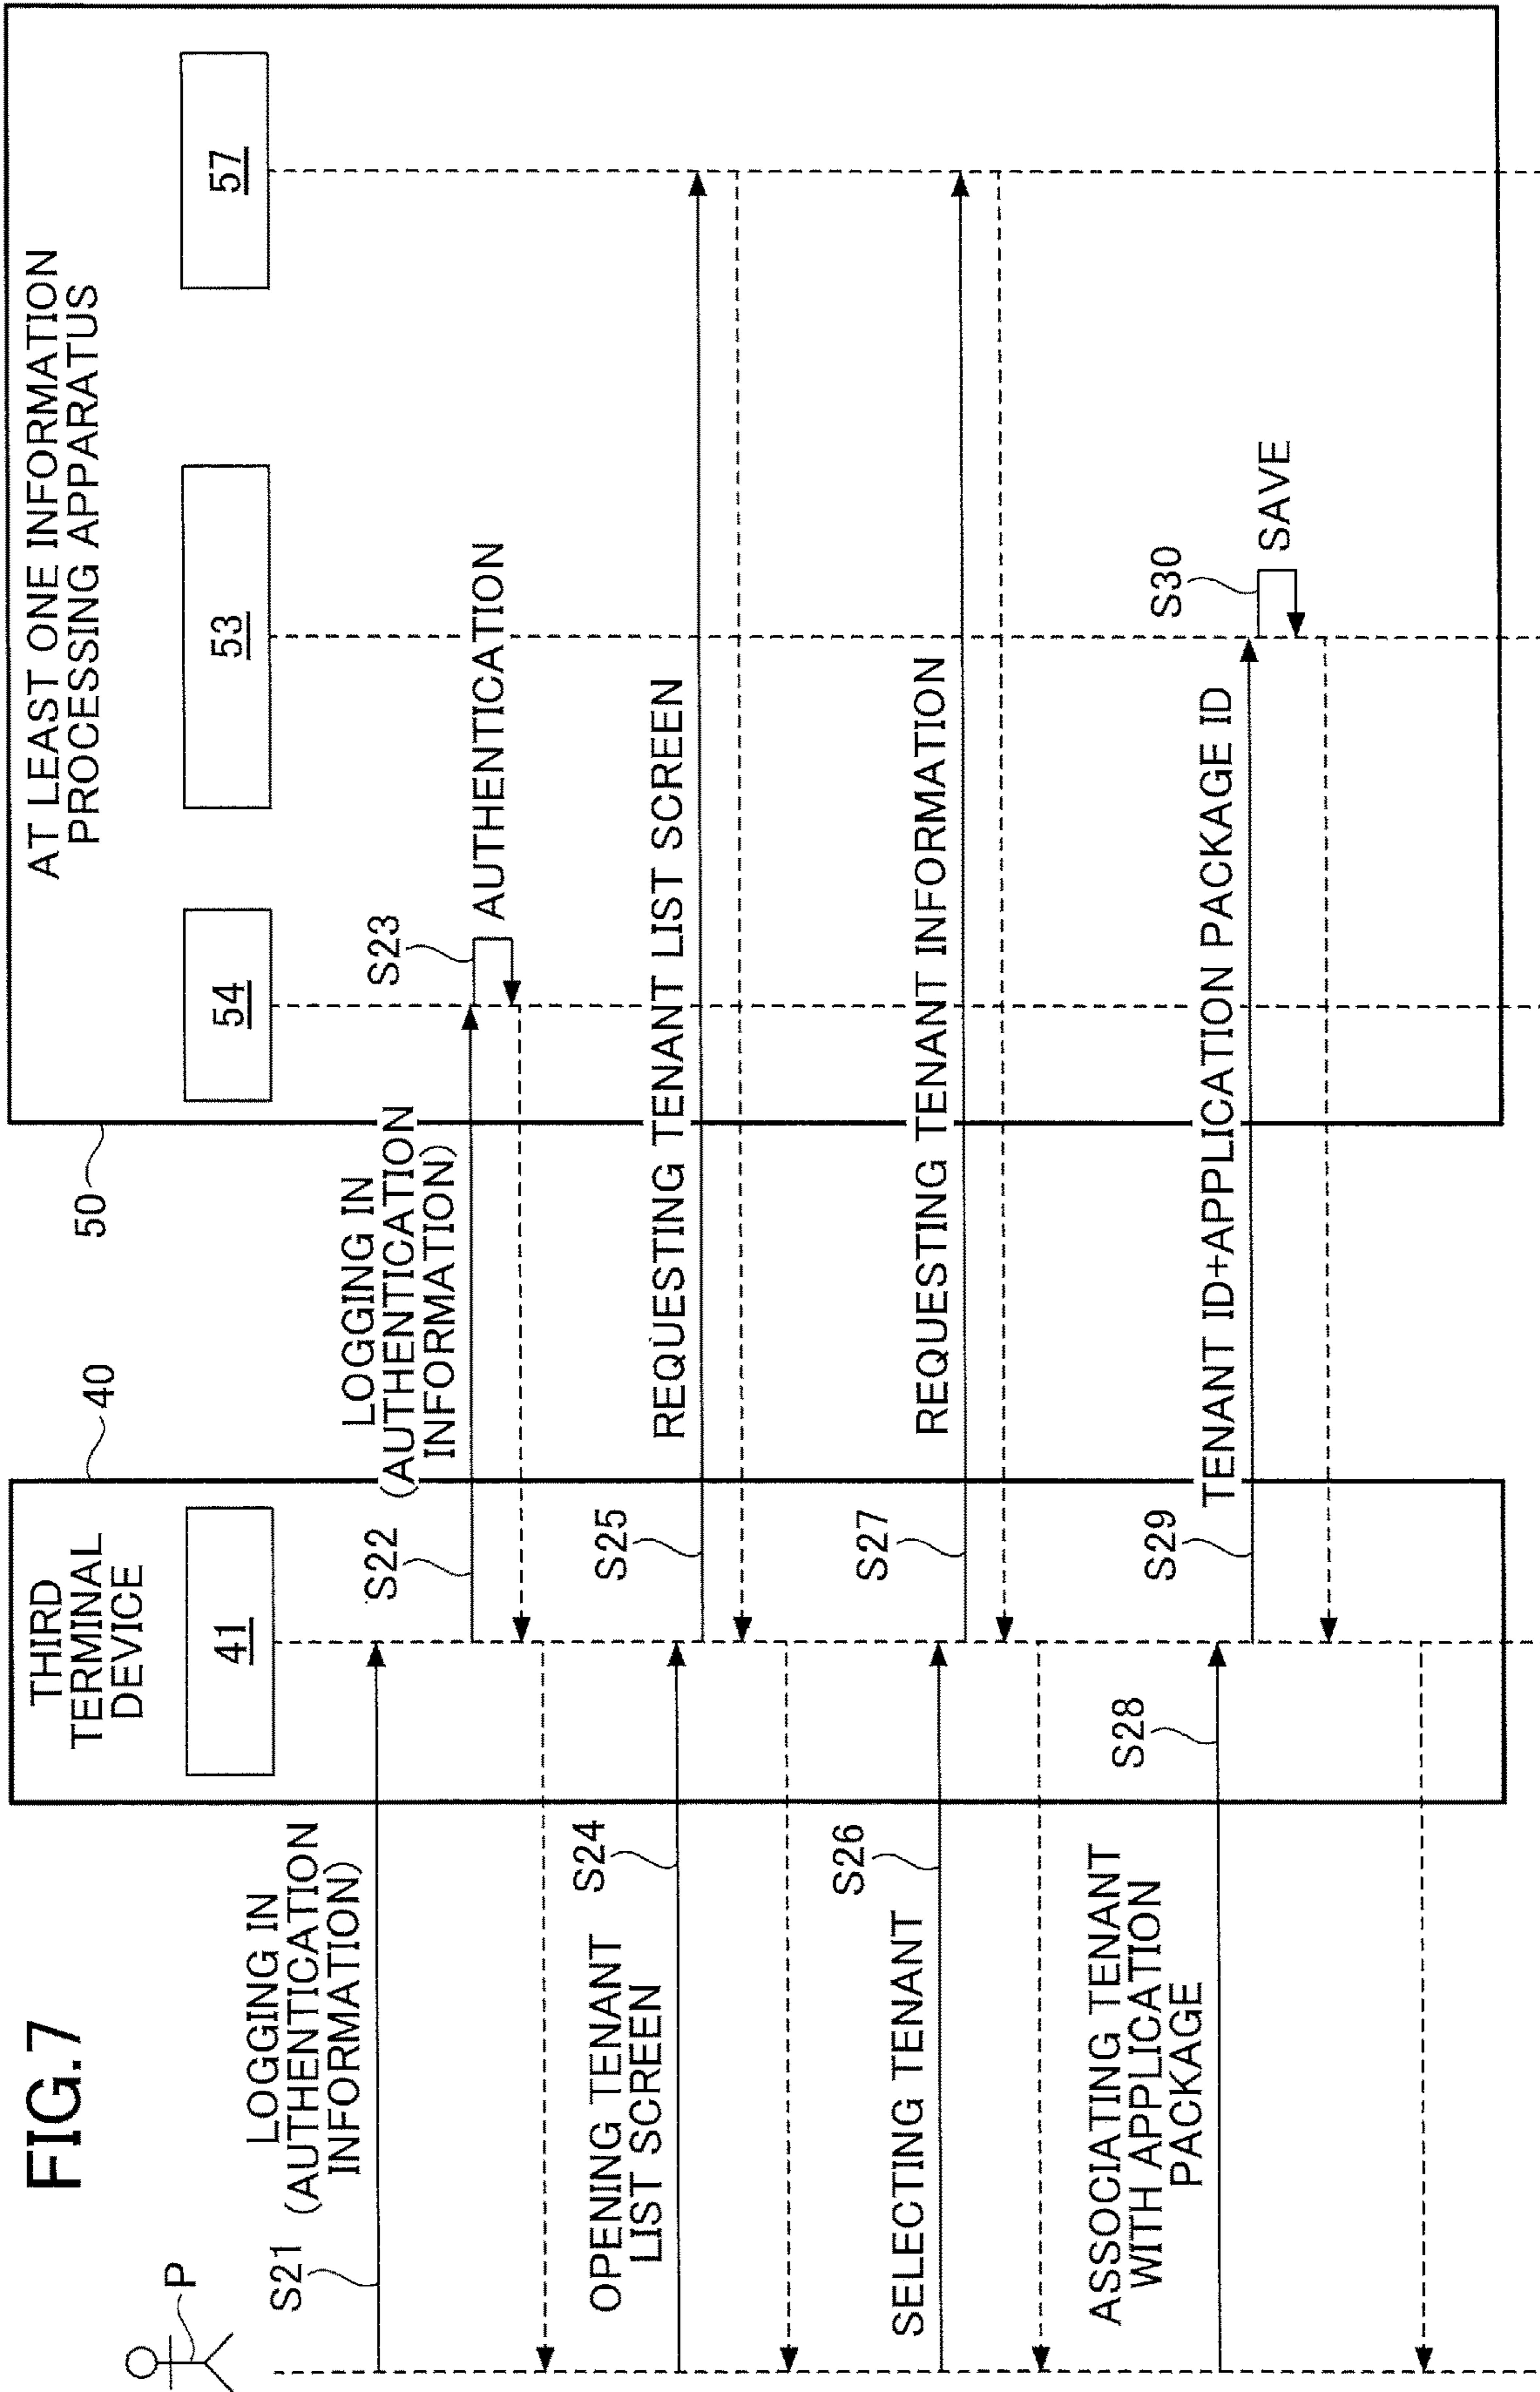 FIG.7
P
THIRD
TERMINAL
DEVICE
40
41
50
AT LEAST ONE INFORMATION
PROCESSING APPARATUS
54
53
57
S21
LOGGING IN
(AUTHENTICATION
INFORMATION)
S22
LOGGING IN
(AUTHENTICATION
INFORMATION)
S23
AUTHENTICATION
OPENING TENANT
LIST SCREEN
S24
S25
REQUESTING TENANT LIST SCREEN
SELECTING TENANT
S26
S27
REQUESTING TENANT INFORMATION
ASSOCIATING TENANT
WITH APPLICATION
PACKAGE
S28
S29
TENANT ID+APPLICATION PACKAGE ID
S30
SAVE